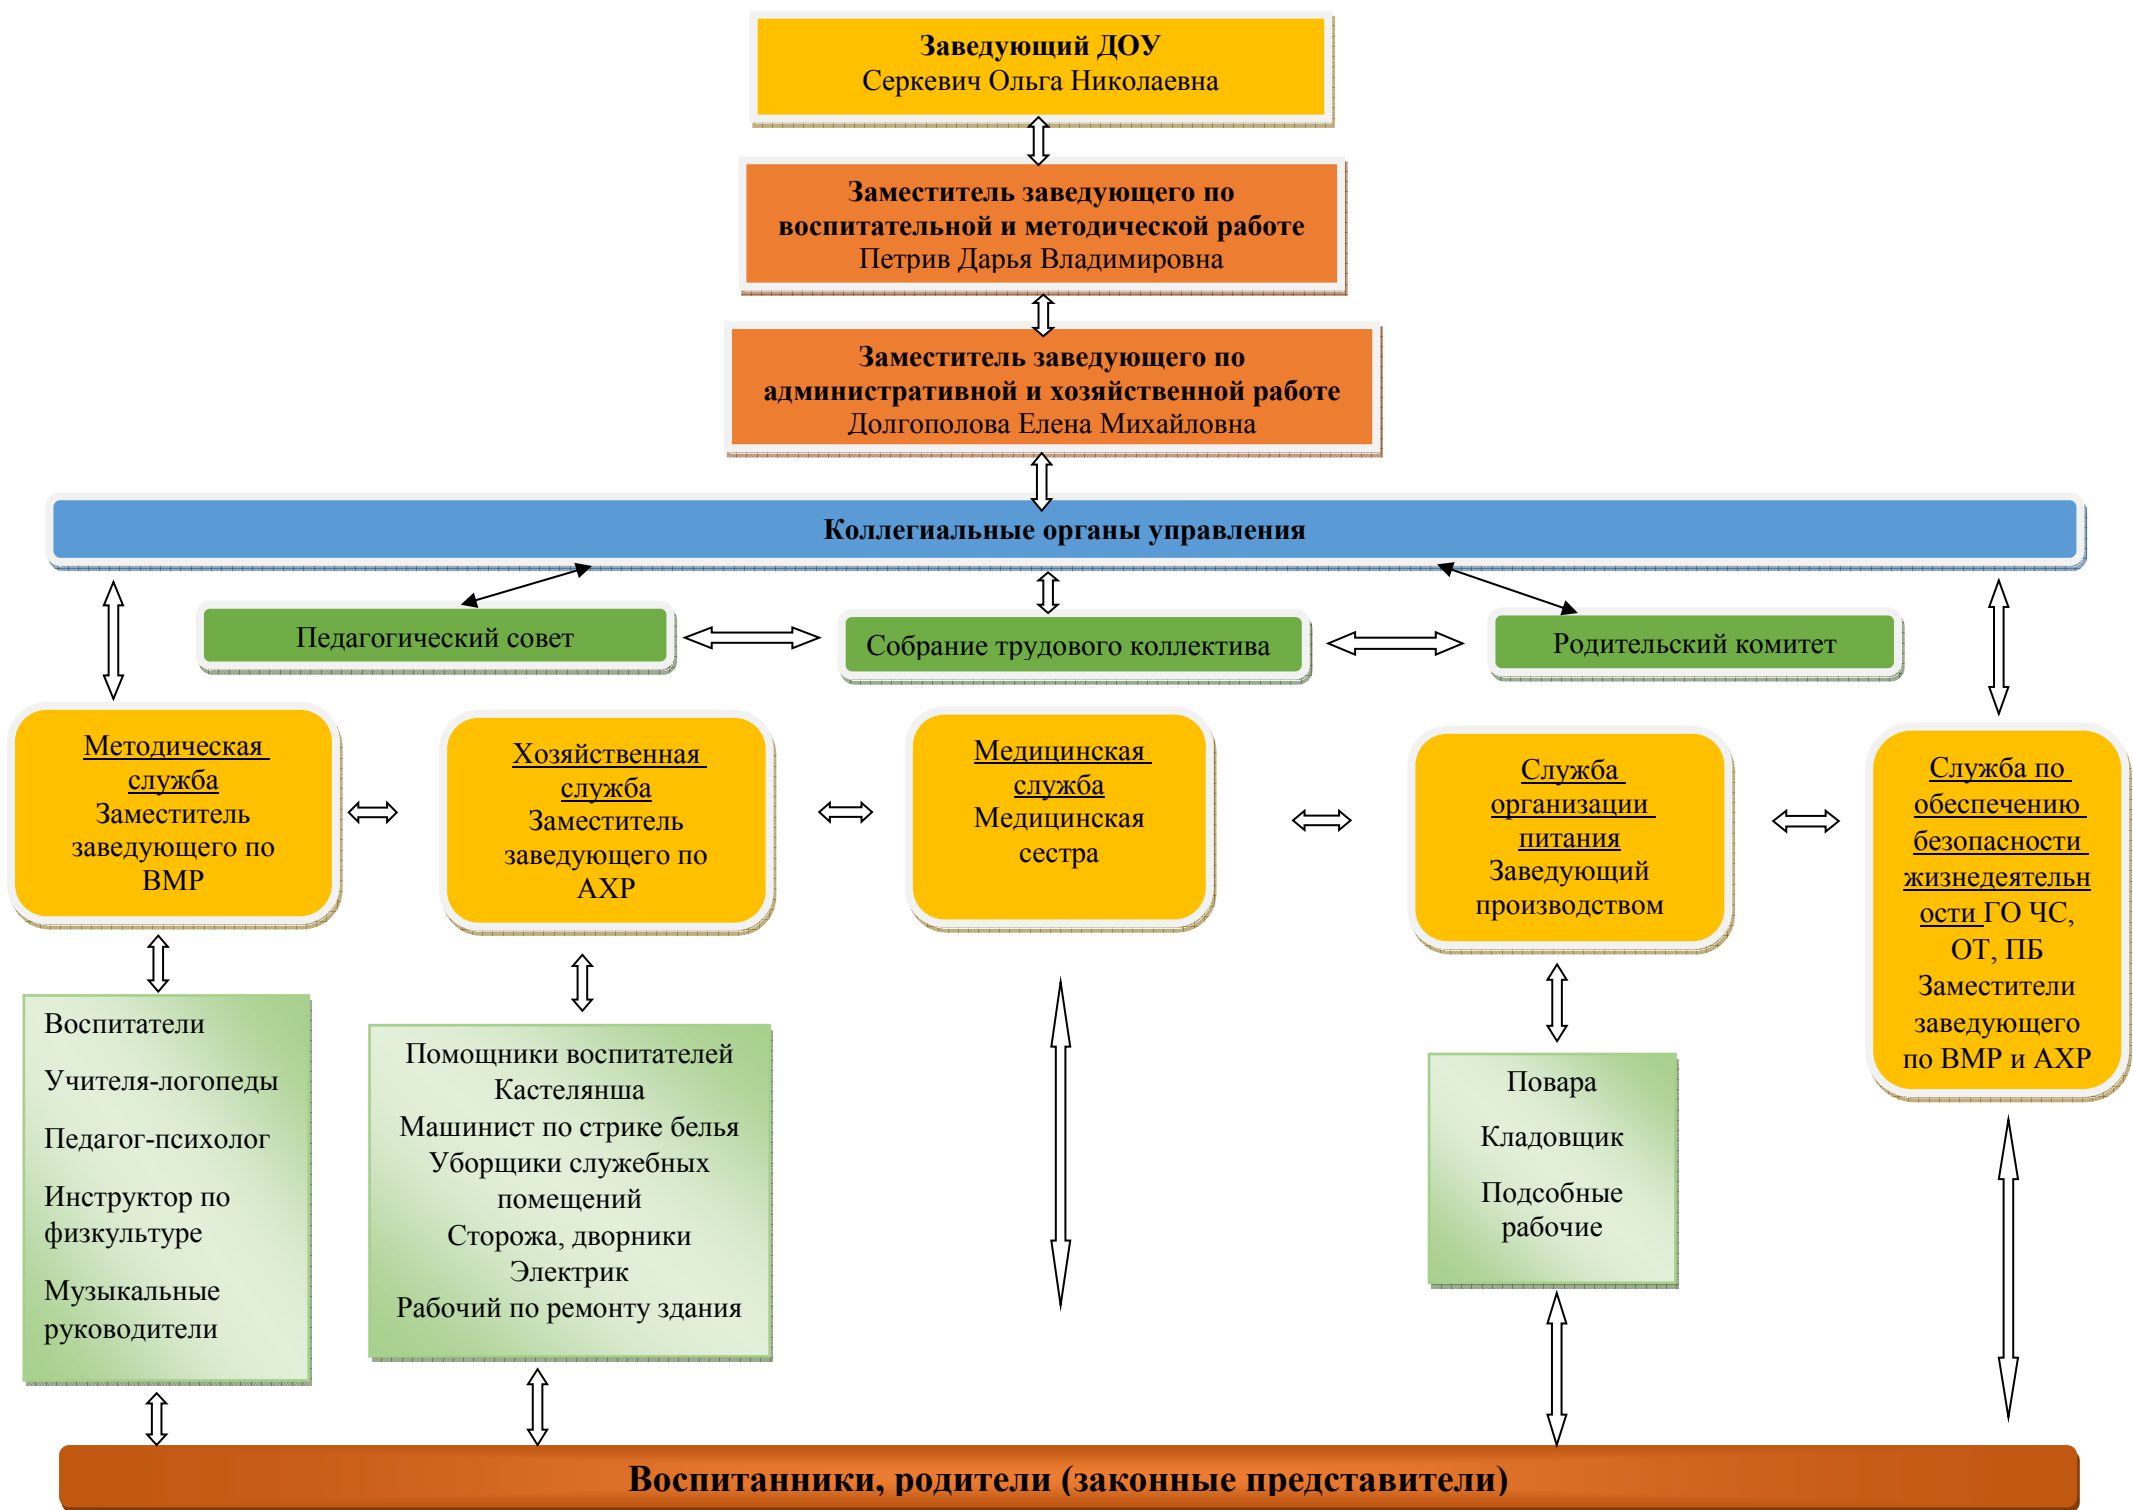 Заведующий ДОУ
Серкевич Ольга Николаевна
Заместитель заведующего по
воспитательной и методической работе
Петрив Дарья Владимировна
Заместитель заведующего по
административной и хозяйственной работе
Долгополова Елена Михайловна
Коллегиальные органы управления
Педагогический совет
Собрание трудового коллектива
Родительский комитет
Методическая
служба
Заместитель
заведующего по
ВМР
Хозяйственная
служба
Заместитель
заведующего по
АХР
Медицинская
служба
Медицинская
сестра
Служба
организации
питания
Заведующий
производством
Служба по
обеспечению
безопасности
жизнедеятельн
ости ГО ЧС,
ОТ, ПБ
Заместители
заведующего
по ВМР и АХР
Воспитатели
Учителя-логопеды
Педагог-психолог
Инструктор по
физкультуре
Музыкальные
руководители
Помощники воспитателей
Кастелянша
Машинист по стрике белья
Уборщики служебных
помещений
Сторожа, дворники
Электрик
Рабочий по ремонту здания
Повара
Кладовщик
Подсобные
рабочие
Воспитанники, родители (законные представители)